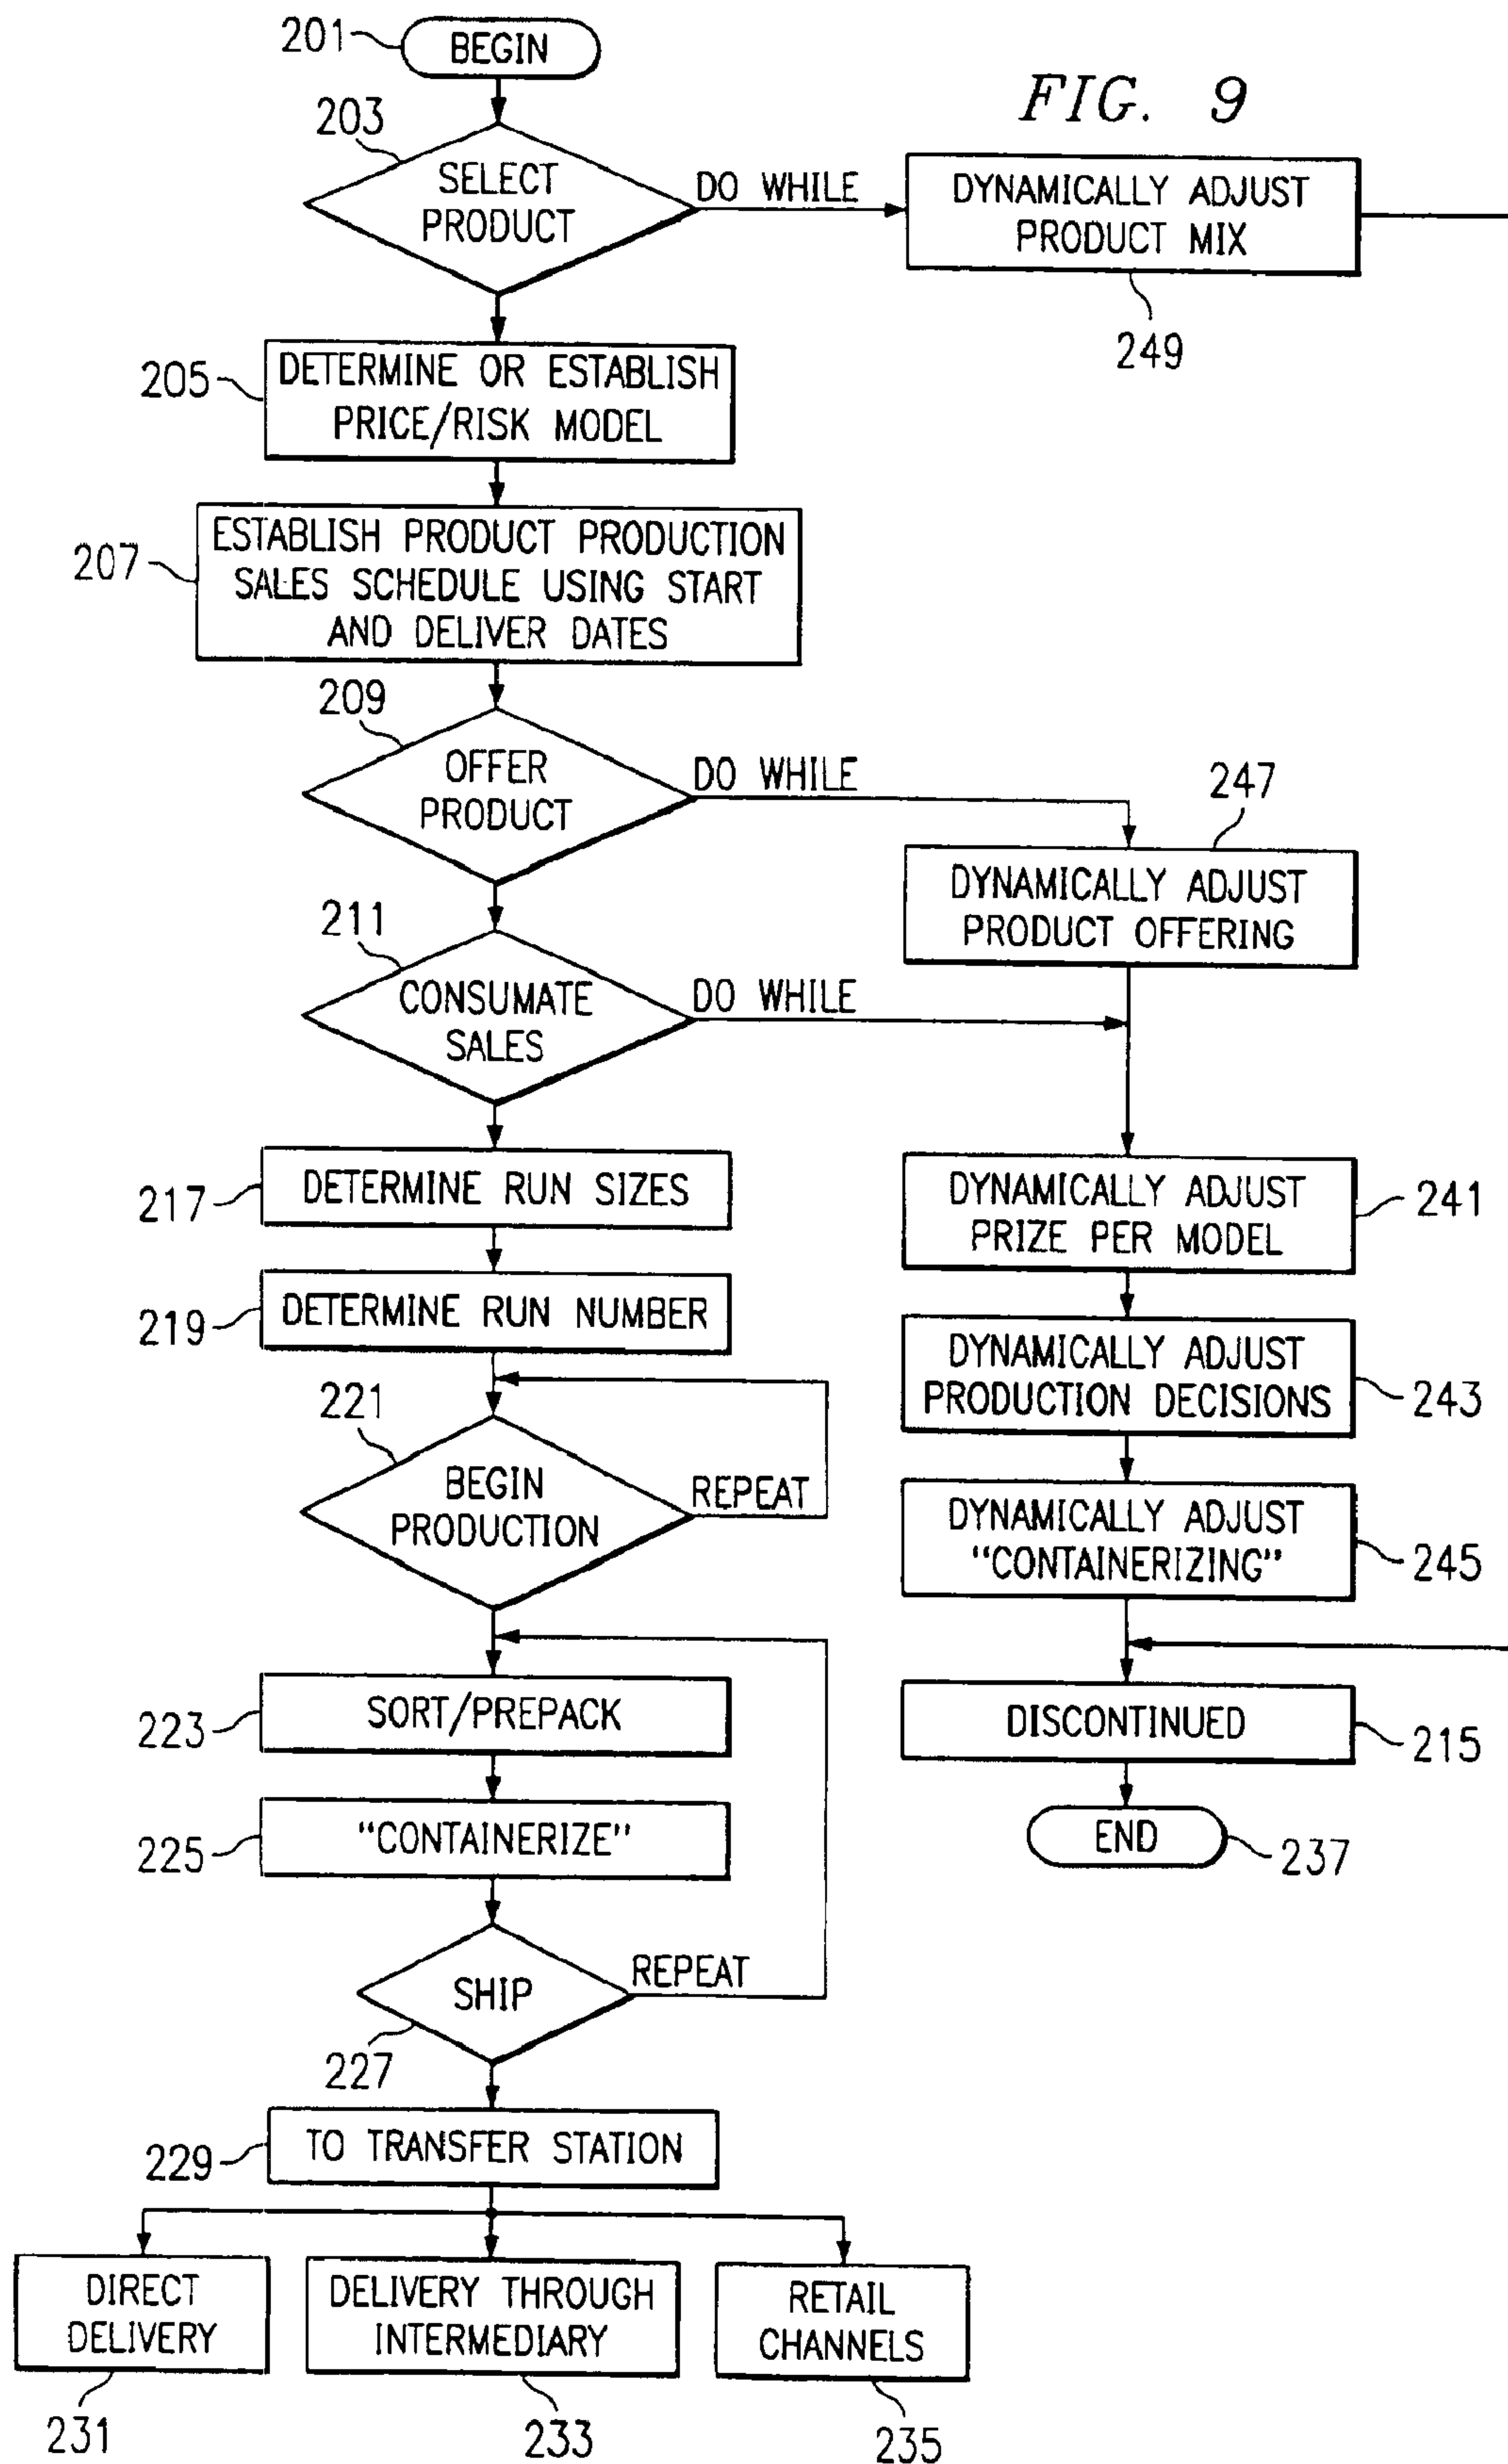 201
BEGIN
FIG. 9
203
SELECT
PRODUCT
DO WHILE
DYNAMICALLY ADJUST
PRODUCT MIX
249
205
DETERMINE OR ESTABLISH
PRICE/RISK MODEL
207
ESTABLISH PRODUCT PRODUCTION
SALES SCHEDULE USING START
AND DELIVER DATES
209
OFFER
PRODUCT
DO WHILE
247
DYNAMICALLY ADJUST
PRODUCT OFFERING
211
CONSUMATE
SALES
DO WHILE
217
DETERMINE RUN SIZES
DYNAMICALLY ADJUST
PRIZE PER MODEL
241
219
DETERMINE RUN NUMBER
DYNAMICALLY ADJUST
PRODUCTION DECISIONS
243
221
BEGIN
PRODUCTION
REPEAT
DYNAMICALLY ADJUST
"CONTAINERIZING"
245
223
SORT/PREPACK
DISCONTINUED
215
225
"CONTAINERIZE"
END
237
SHIP
REPEAT
227
229
TO TRANSFER STATION
DIRECT
DELIVERY
DELIVERY THROUGH
INTERMEDIARY
RETAIL
CHANNELS
231
233
235